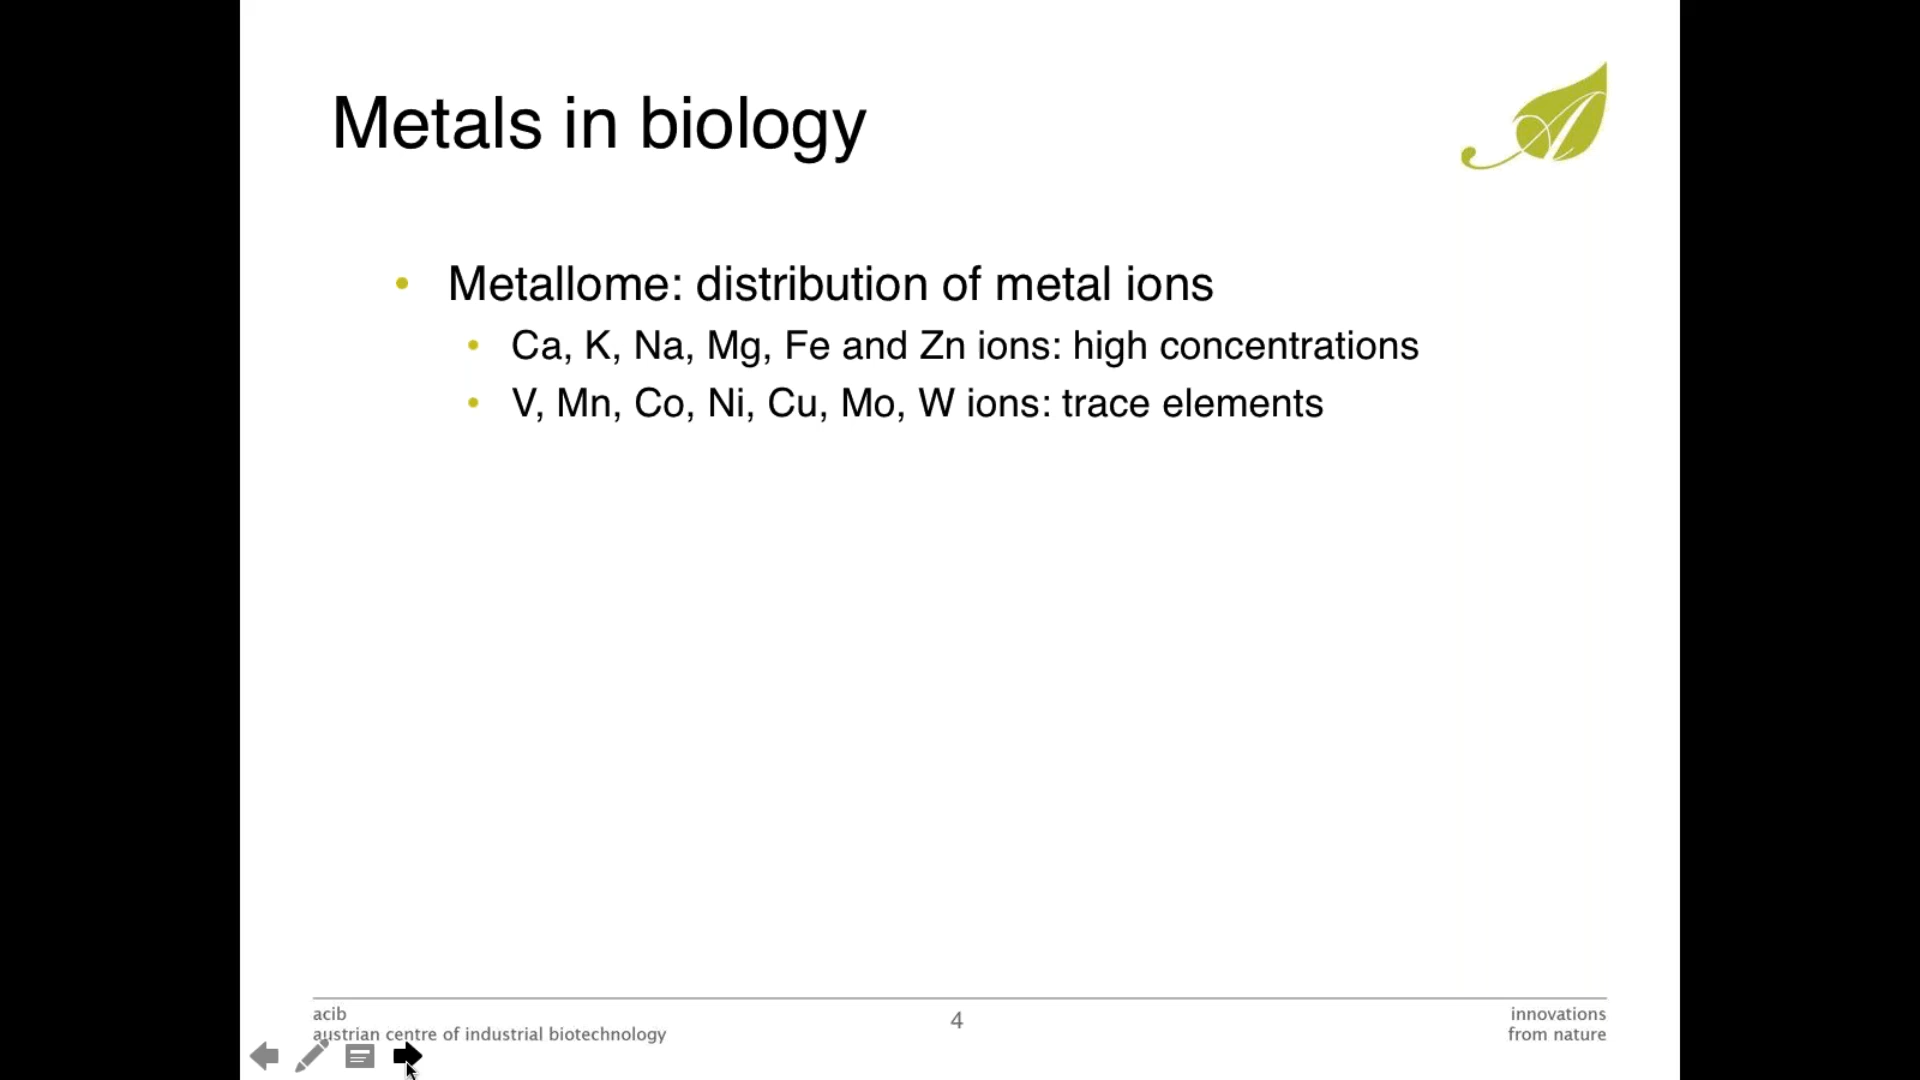 Metals in biology
• Metallome: distribution of metal ions
• Ca, K, Na, Mg, Fe and Zn ions: high concentrations
• V, Mn, Co, Ni, Cu, Mo, W ions: trace elements
acib
austrian centre of industrial biotechnology
4
innovations
from nature